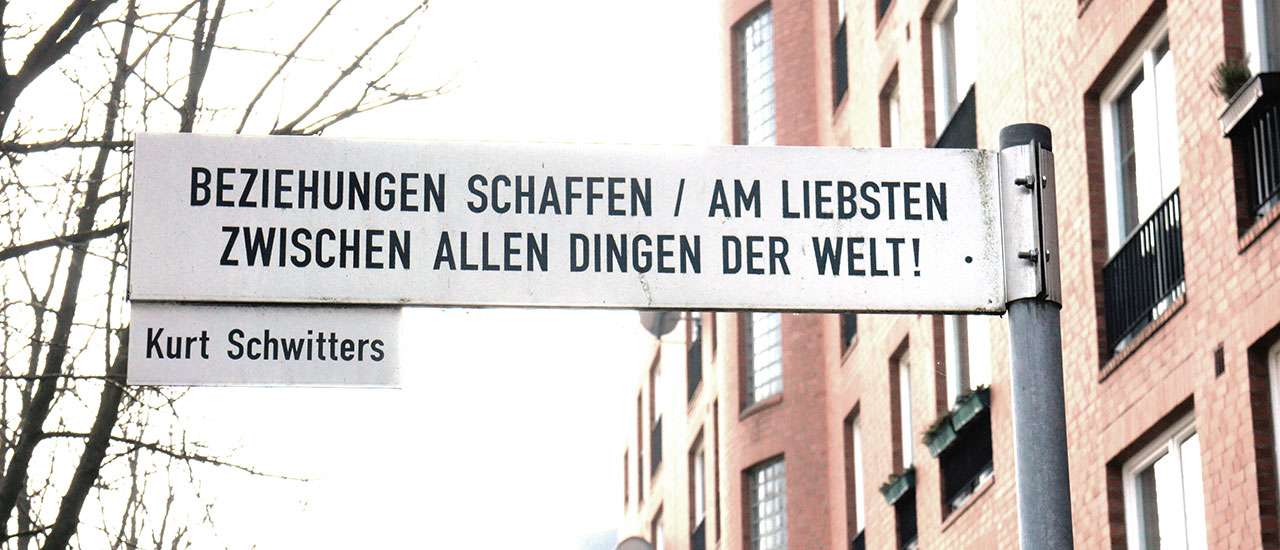 BEZIEHUNGEN SCHAFFEN / AM LIEBSTEN
ZWISCHEN ALLEN DINGEN DER WELT!
Kurt Schwitters